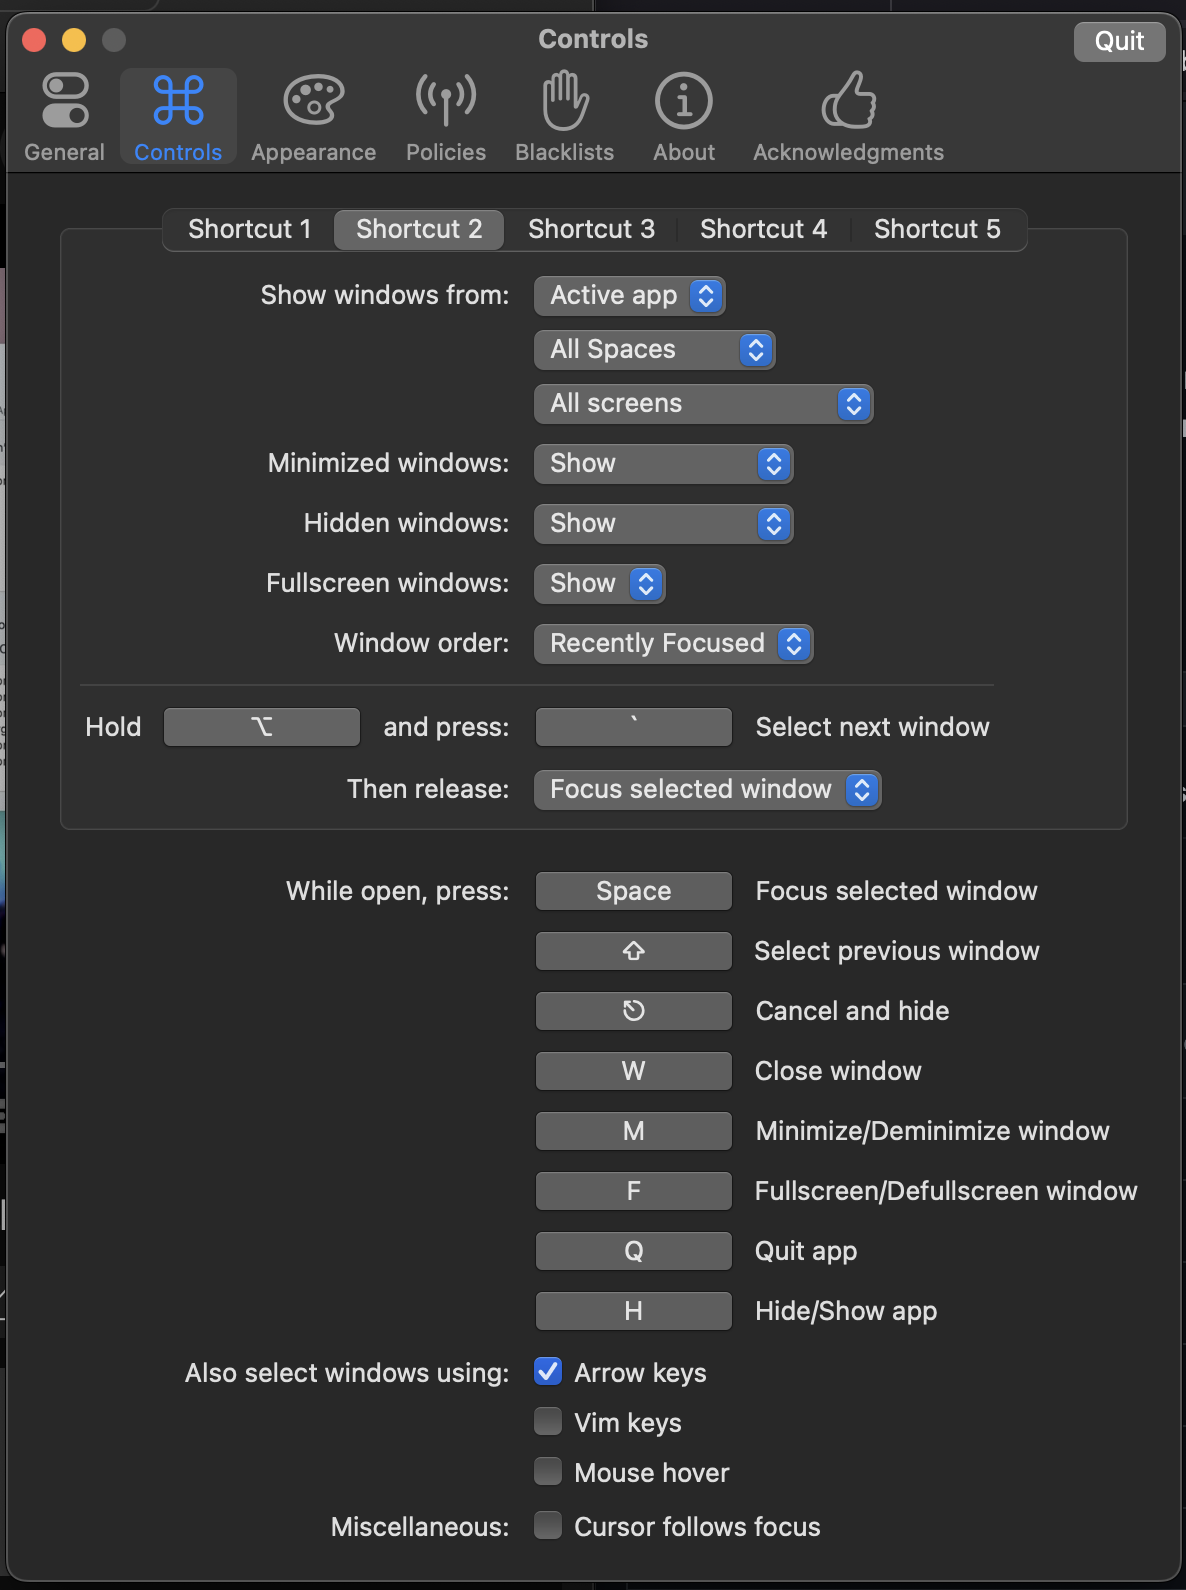 Controls
Quit
General Controls Appearance Policies Blacklists About Acknowledgments
Shortcut 1 Shortcut 2 Shortcut 3 Shortcut 4 Shortcut 5
Show windows from: Active app
All Spaces
All screens
Minimized windows: Show
Hidden windows: Show
Fullscreen windows: Show
Window order: Recently Focused
Hold ⌥ and press: ` Select next window
Then release: Focus selected window
While open, press: Space Focus selected window
⇧ Select previous window
⎋ Cancel and hide
W Close window
M Minimize/Deminimize window
F Fullscreen/Defullscreen window
Q Quit app
H Hide/Show app
Also select windows using: Arrow keys
Vim keys
Mouse hover
Miscellaneous: Cursor follows focus